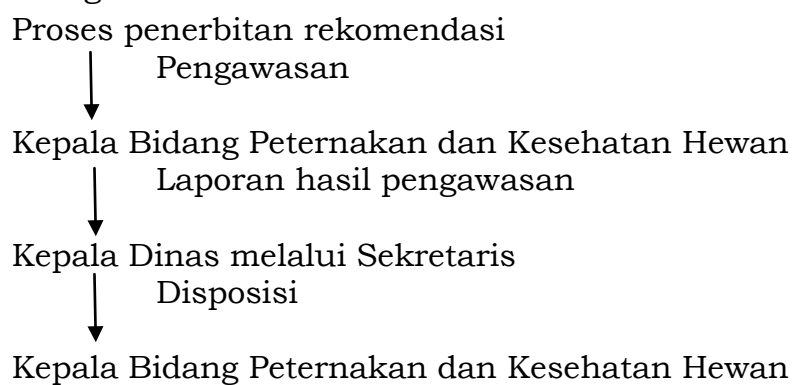 Proses penerbitan rekomendasi
Pengawasan
Kepala Bidang Peternakan dan Kesehatan Hewan
Laporan hasil pengawasan
Kepala Dinas melalui Sekretaris
Disposisi
Kepala Bidang Peternakan dan Kesehatan Hewan